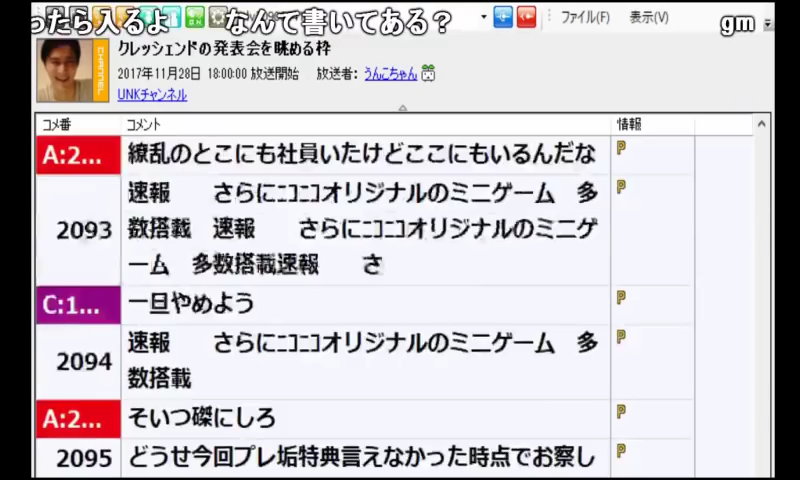 ったら入るよ なんて書いてある？ gm
ファイル(F) 表示(V)
クレッシェンドの発表会を眺める枠
2017年11月28日 18:00:00 放送開始 放送者: うんこちゃん
UNKチャンネル
CHANNEL
コメ番 コメント 情報
A:2... 繚乱のとこにも社員いたけどここにもいるんだな P
速報 さらにﾆｺﾆｺオリジナルのミニゲーム 多 P
2093 数搭載 速報 さらにﾆｺﾆｺオリジナルのミニゲ
ーム 多数搭載速報 さ
C:1... 一旦やめよう P
速報 さらにﾆｺﾆｺオリジナルのミニゲーム 多 P
2094
数搭載
A:2... そいつ磔にしろ P
2095 どうせ今回プレ垢特典言えなかった時点でお察し P